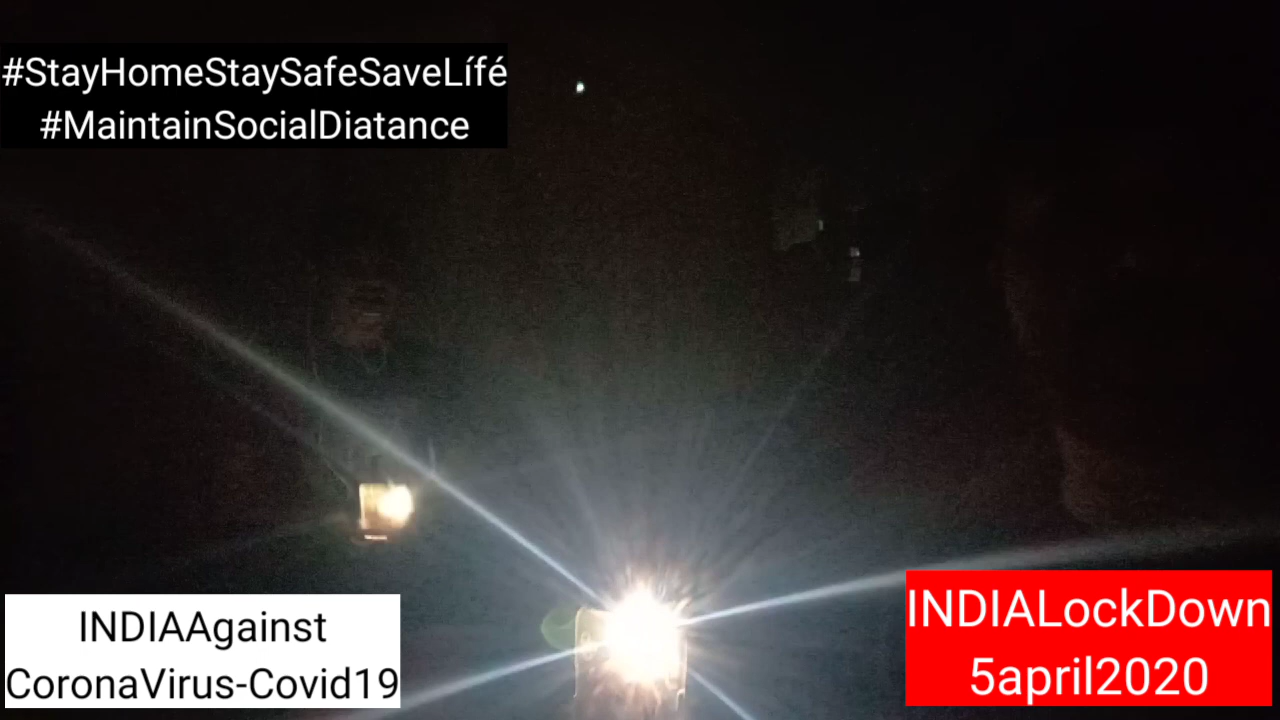 #StayHomeStaySafeSaveLífé
#MaintainSocialDiatance
INDIAAgainst
CoronaVirus-Covid19
INDIALockDown
5april2020